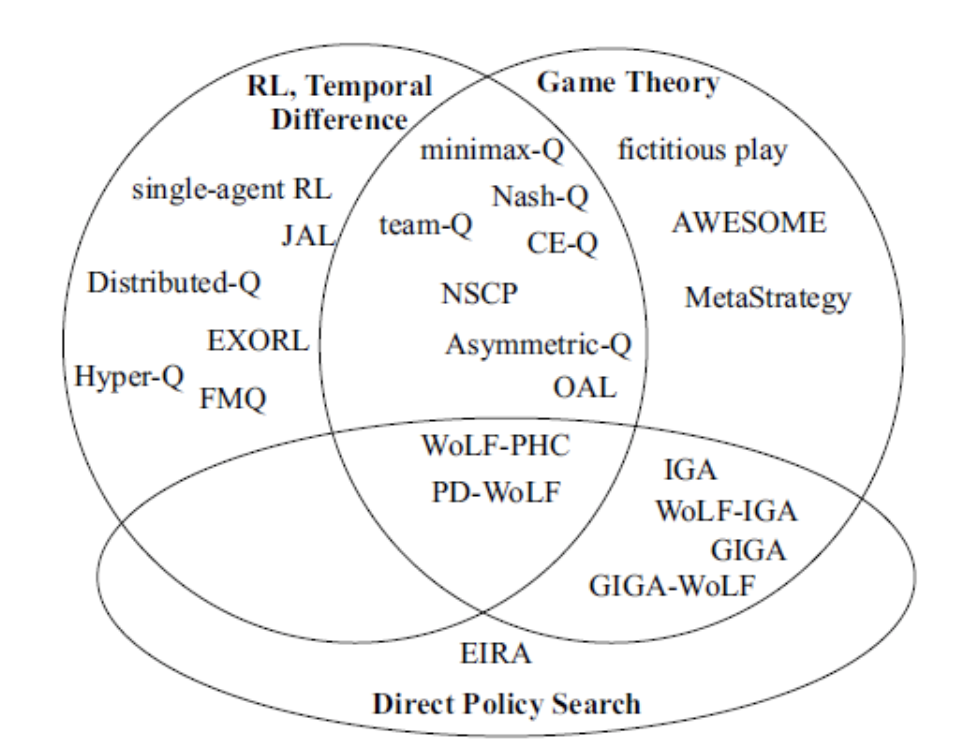 RL, Temporal
Difference
Game Theory
minimax-Q
fictitious play
single-agent RL
Nash-Q
team-Q
AWESOME
JAL
CE-Q
Distributed-Q
NSCP
MetaStrategy
EXORL
Asymmetric-Q
Hyper-Q
FMQ
OAL
WoLF-PHC
IGA
PD-WoLF
WoLF-IGA
GIGA
GIGA-WoLF
EIRA
Direct Policy Search